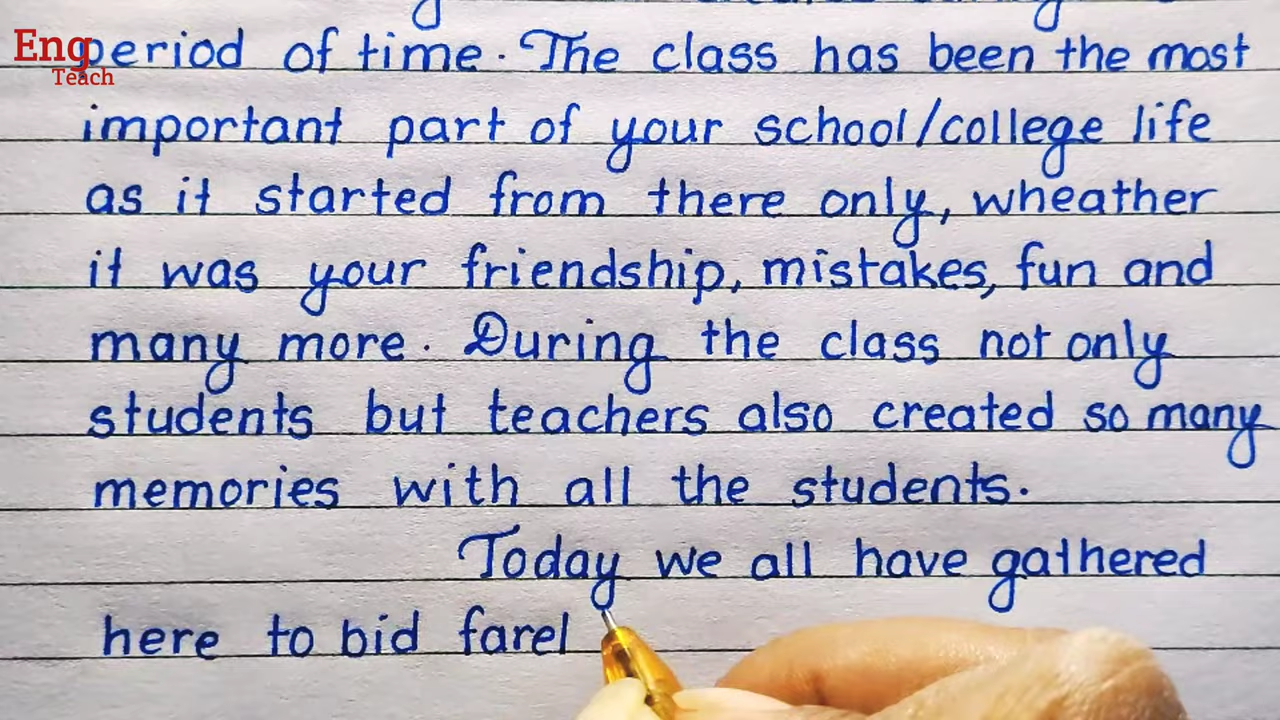 Eng
Teach
period of time. The class has been the most
important part of your school/college life
as it started from there only, wheather
it was your friendship, mistakes, fun and
many more. During the class not only
students but teachers also created so many
memories with all the students.
Today we all have gathered
here to bid farel